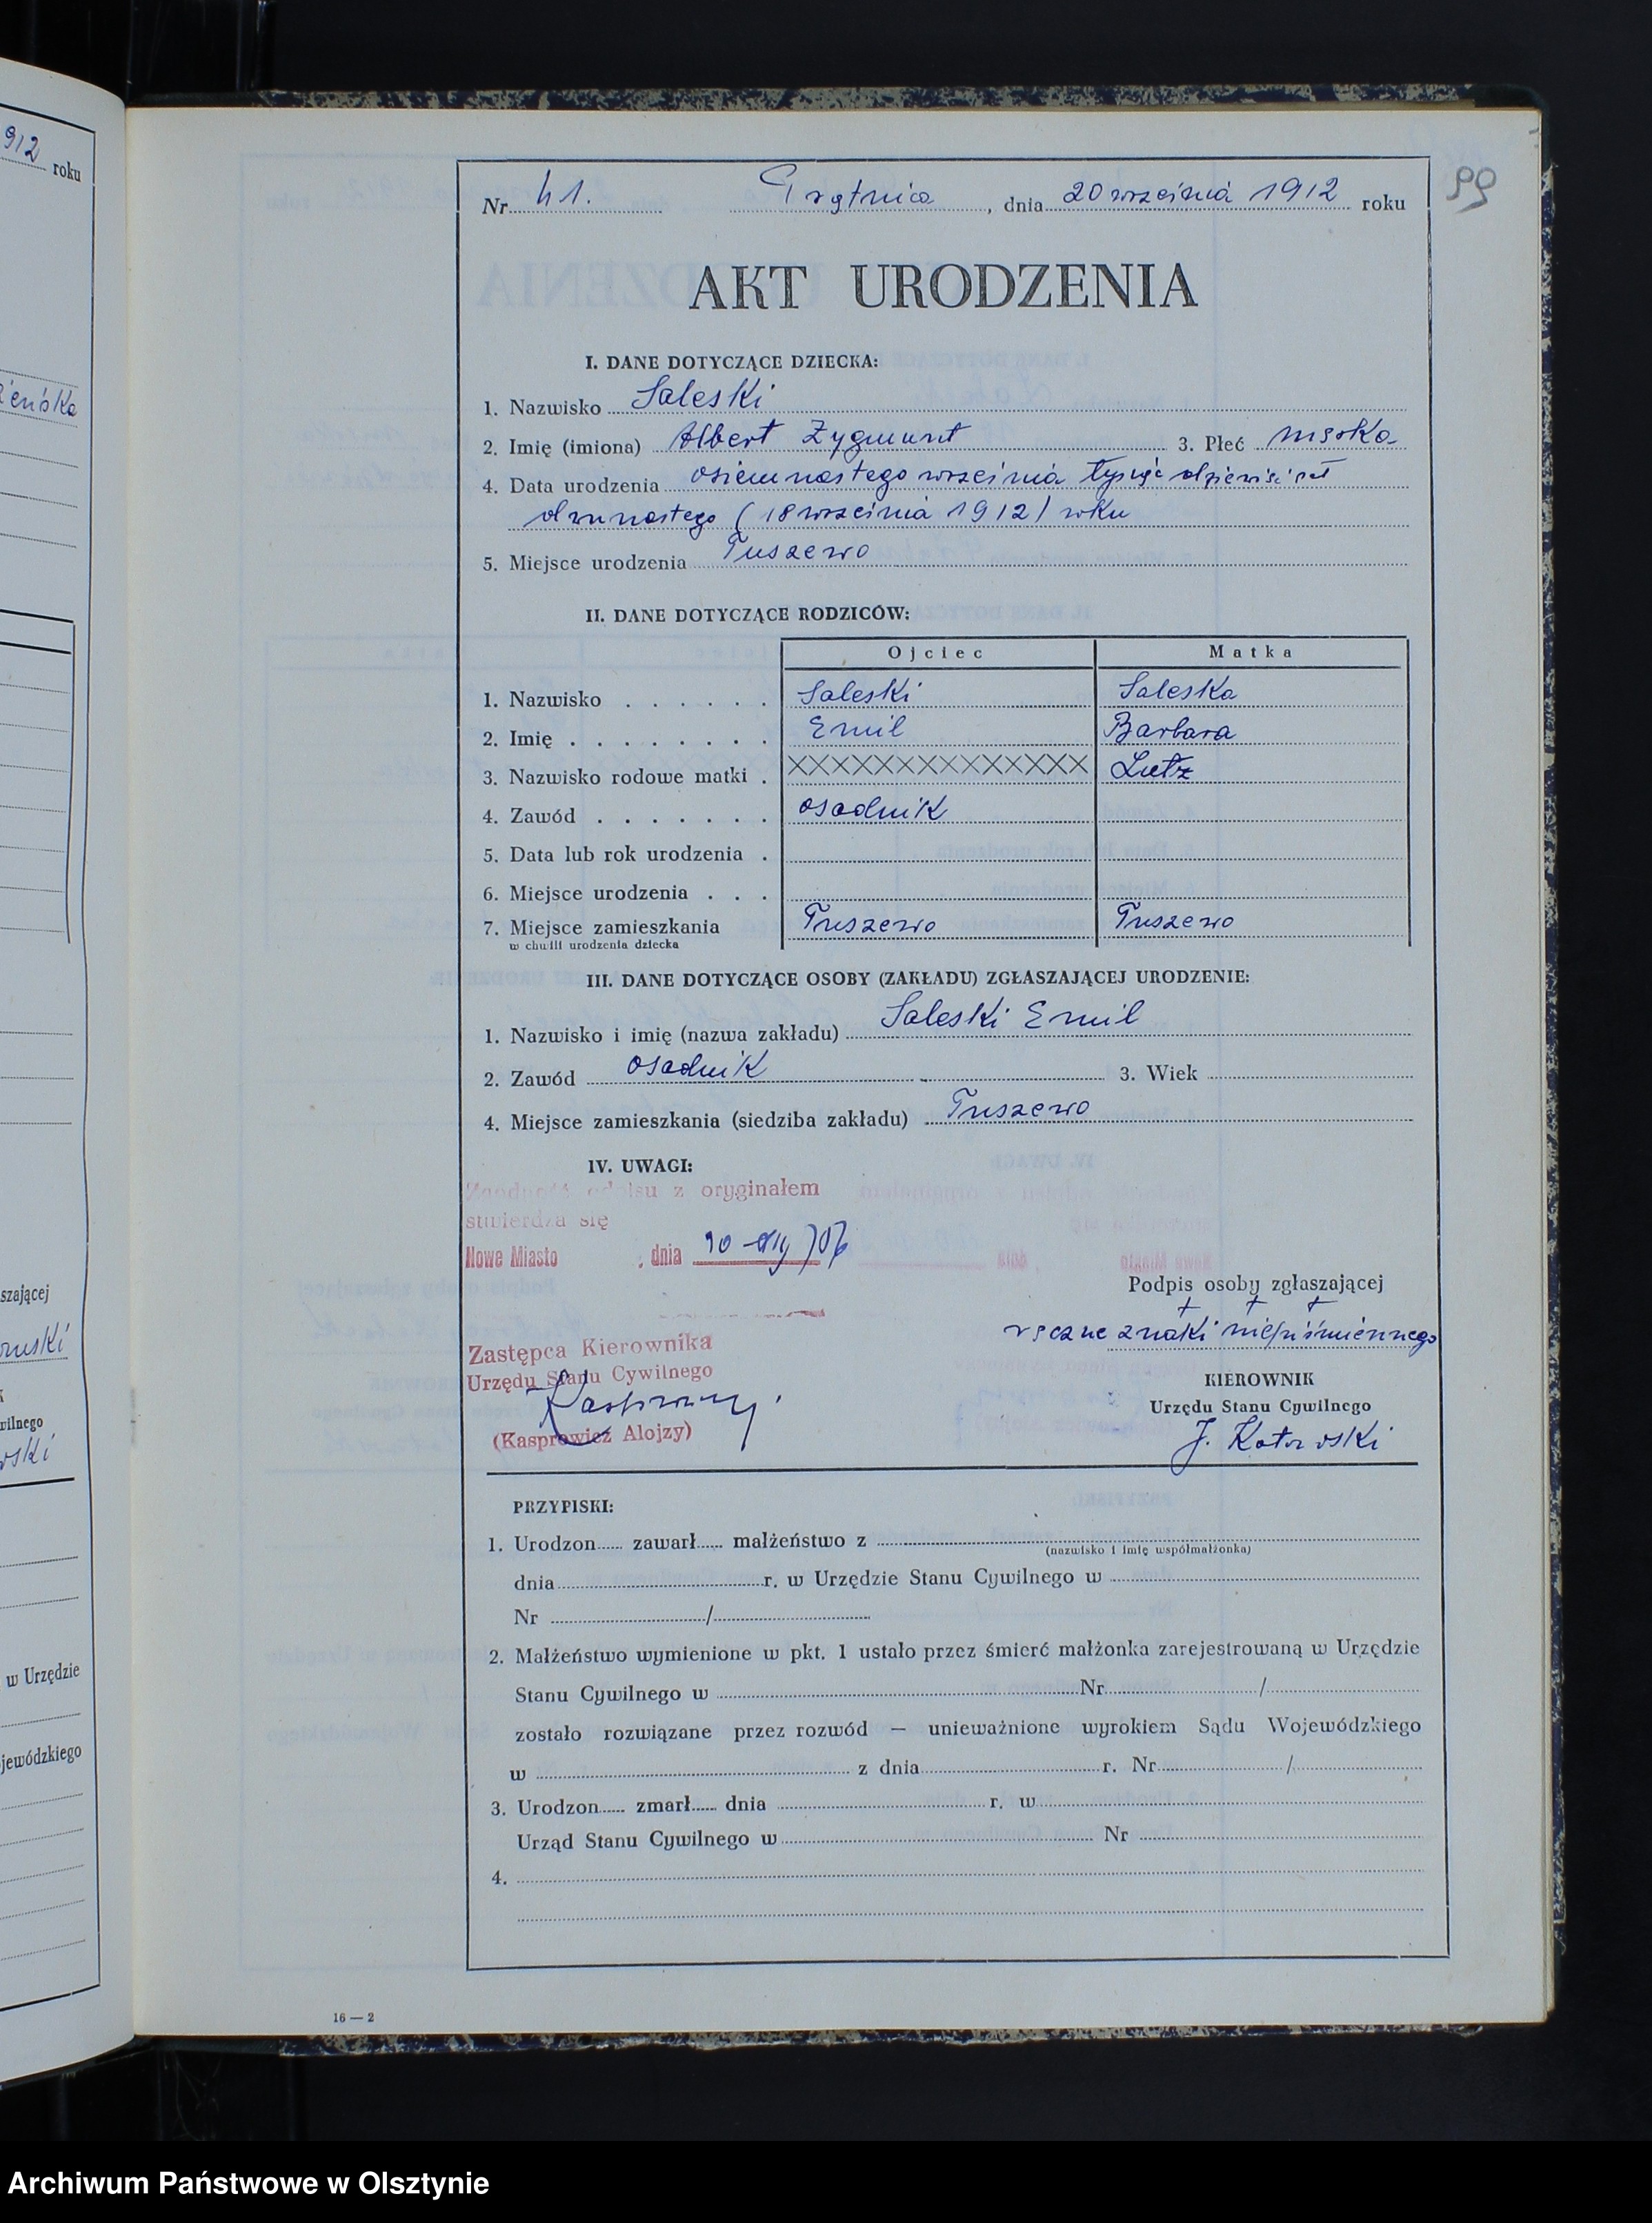 912 roku
99
Nr. 41. Prątnica, dnia 20 września 1912 roku
AKT URODZENIA
I. DANE DOTYCZĄCE DZIECKA:
1. Nazwisko Saleski
2. Imię (imiona) Albert Zygmunt 3. Płeć męska
4. Data urodzenia osiemnastego września tysiąc dziewięćset
dwunastego (18 września 1912) roku
5. Miejsce urodzenia Tuszewo
II. DANE DOTYCZĄCE RODZICÓW:
Ojciec Matka
1. Nazwisko Saleski Saleska
2. Imię Emil Barbara
3. Nazwisko rodowe matki XXXXXXXXXXXXXX Lutz
4. Zawód osadnik
5. Data lub rok urodzenia
6. Miejsce urodzenia
7. Miejsce zamieszkania Tuszewo Tuszewo
w chwili urodzenia dziecka
III. DANE DOTYCZĄCE OSOBY (ZAKŁADU) ZGŁASZAJĄCEJ URODZENIE:
1. Nazwisko i imię (nazwa zakładu) Saleski Emil
2. Zawód osadnik 3. Wiek
4. Miejsce zamieszkania (siedziba zakładu) Tuszewo
IV. UWAGI:
Zgodność odpisu z oryginałem
stwierdza się
Nowe Miasto, dnia
Podpis osoby zgłaszającej
+ + +
ręczne znaki niepiśmiennego
Zastępca Kierownika
Urzędu Stanu Cywilnego
(Kasprowicz Alojzy)
KIEROWNIK
Urzędu Stanu Cywilnego
J. Kotowski
PRZYPISKI:
1. Urodzon...... zawarł...... małżeństwo z
(nazwisko i imię współmałżonka)
dnia r. w Urzędzie Stanu Cywilnego w
Nr /
2. Małżeństwo wymienione w pkt. 1 ustało przez śmierć małżonka zarejestrowaną w Urzędzie
Stanu Cywilnego w Nr /
zostało rozwiązane przez rozwód — unieważnione wyrokiem Sądu Wojewódzkiego
w z dnia r. Nr /
3. Urodzon...... zmarł...... dnia r. w
Urząd Stanu Cywilnego w Nr
4.
16 — 2
Archiwum Państwowe w Olsztynie